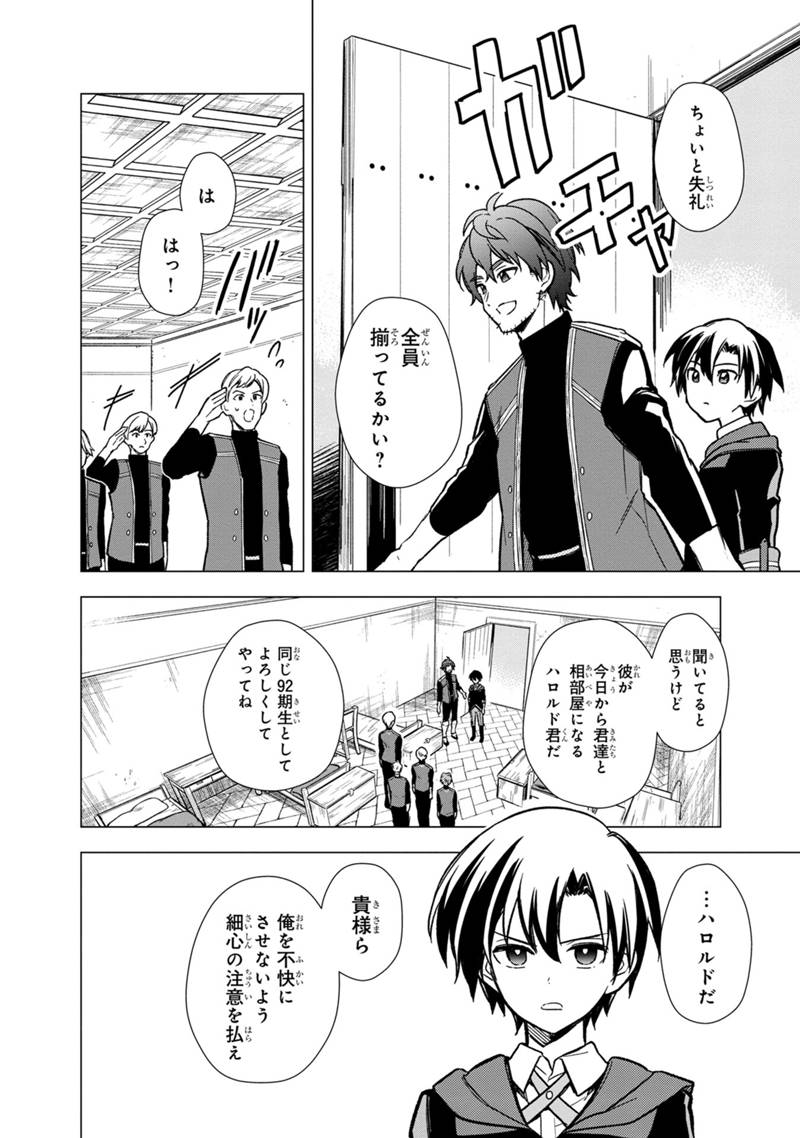 ガチャ
ちょいと失礼
全員
揃ってるかい？
は
はっ！
聞いてると
思うけど
彼が
今日から君達と
相部屋になる
ハロルド君だ
同じ92期生として
よろしくして
やってね
…ハロルドだ
貴様ら
俺を不快に
させないよう
細心の注意を払え